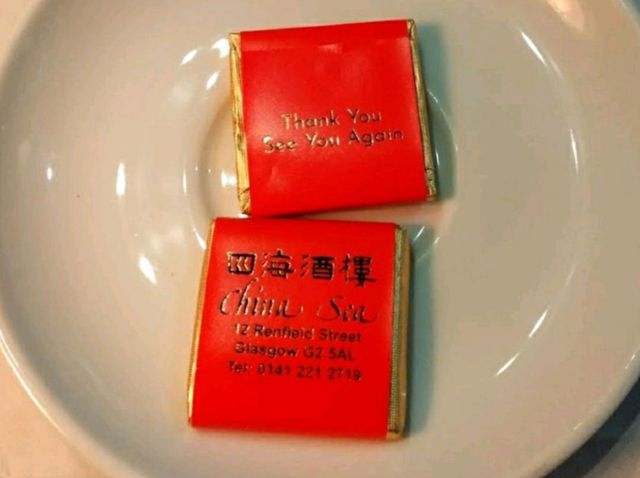 Thank You
See You Again
四海酒樓
China Sea
12 Renfield Street
Glasgow G2 5AL
Tel: 0141 221 2719